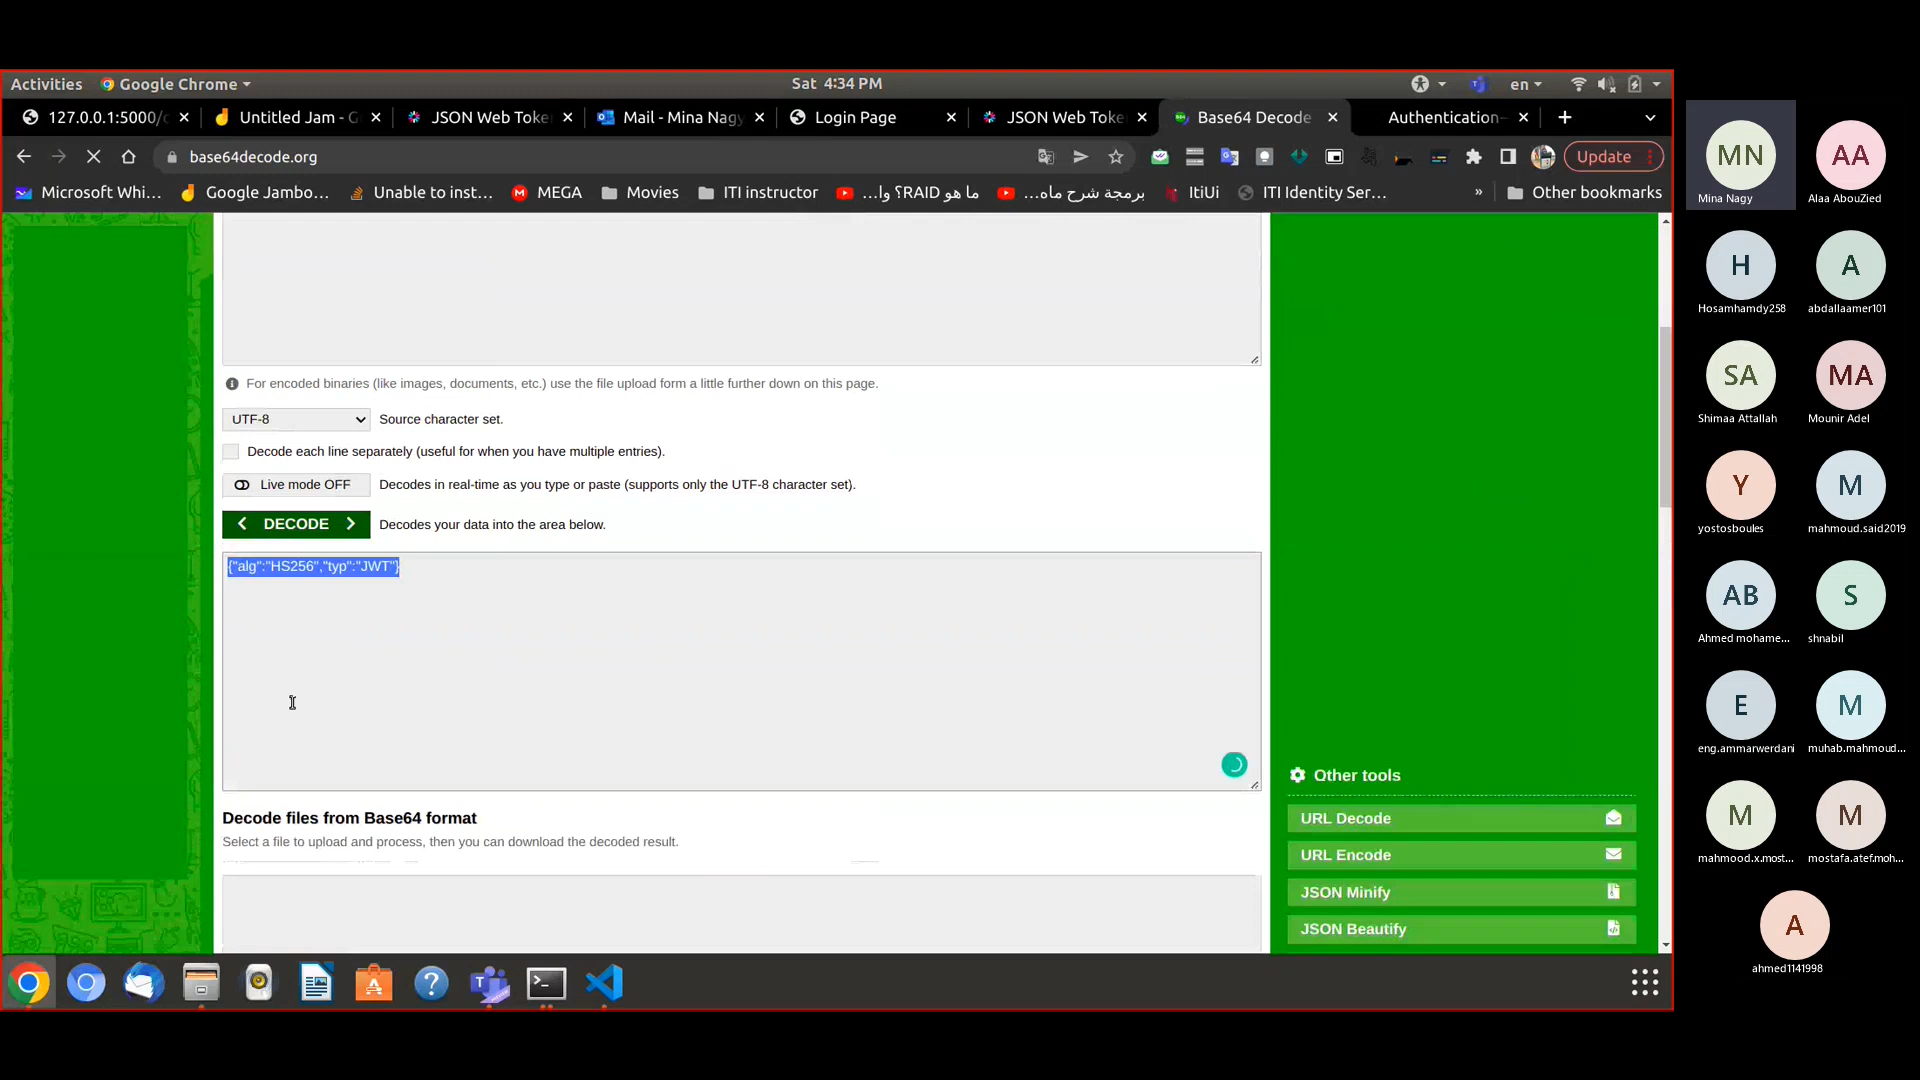 Activities
Google Chrome
Sat 4:34 PM
en
127.0.0.1:5000/c
Untitled Jam - G
JSON Web Toke
Mail - Mina Nagy
Login Page
JSON Web Toke
Base64 Decode
Authentication-
base64decode.org
Update
Microsoft Whi...
Google Jambo...
Unable to inst...
MEGA
Movies
ITI instructor
ما هو RAID؟ وا...
برمجة شرح ماه...
ItiUi
ITI Identity Ser...
»
Other bookmarks
For encoded binaries (like images, documents, etc.) use the file upload form a little further down on this page.
UTF-8
Source character set.
Decode each line separately (useful for when you have multiple entries).
Live mode OFF
Decodes in real-time as you type or paste (supports only the UTF-8 character set).
< DECODE >
Decodes your data into the area below.
{"alg":"HS256","typ":"JWT"}
Decode files from Base64 format
Select a file to upload and process, then you can download the decoded result.
Other tools
URL Decode
URL Encode
JSON Minify
JSON Beautify
MN
Mina Nagy
AA
Alaa AbouZied
H
Hosamhamdy258
A
abdallaamer101
SA
Shimaa Attallah
MA
Mounir Adel
Y
yostosboules
M
mahmoud.said2019
AB
Ahmed mohame...
S
shnabil
E
eng.ammarwerdani
M
muhab.mahmoud...
M
mahmood.x.most...
M
mostafa.atef.moh...
A
ahmed1141998